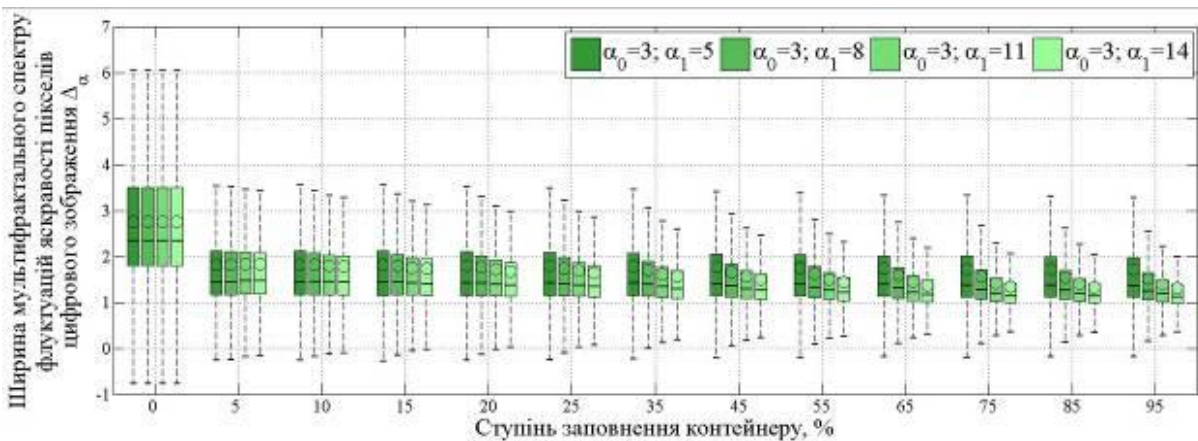 Ширина мультифрактального спектру
флуктуацій яскравості пікселів
цифрового зображення Δα
7
6
5
4
3
2
1
0
-1
α0=3; α1=5 α0=3; α1=8 α0=3; α1=11 α0=3; α1=14
0 5 10 15 20 25 35 45 55 65 75 85 95
Ступінь заповнення контейнеру, %